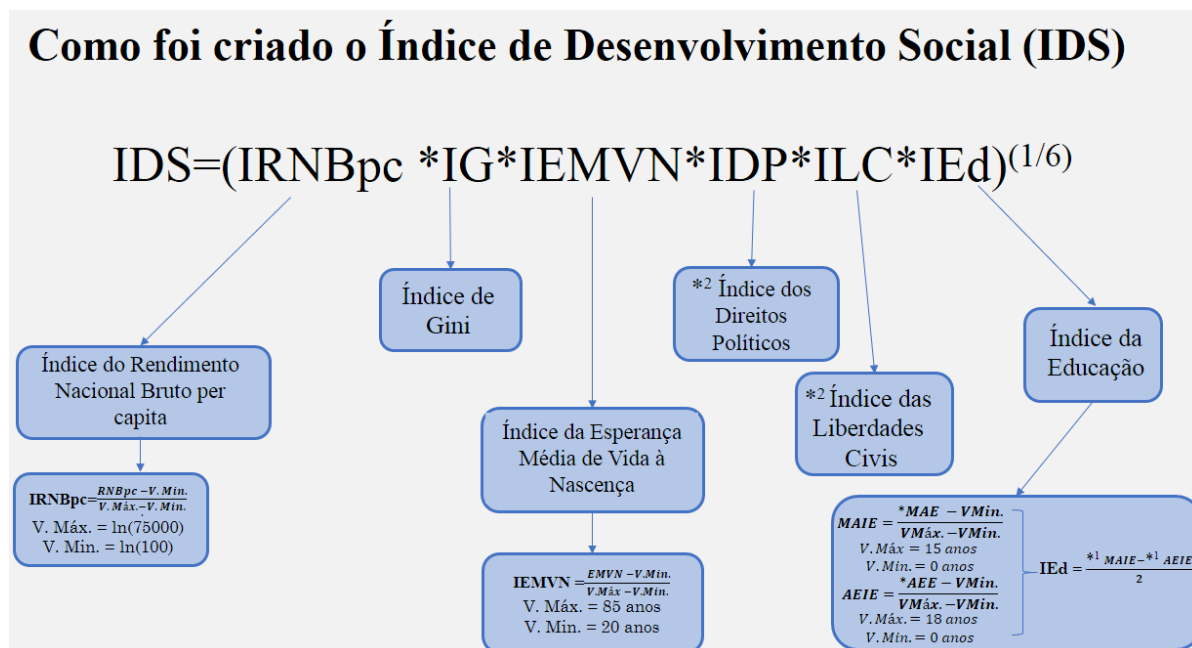 Como foi criado o Índice de Desenvolvimento Social (IDS)
IDS=(IRNBpc *IG*IEMVN*IDP*ILC*IEd)^(1/6)
Índice do Rendimento
Nacional Bruto per
capita
IRNBpc=(RNBpc-V.Min.)/(V.Máx.-V.Min.)
V. Máx. = ln(75000)
V. Min. = ln(100)
Índice de
Gini
Índice da Esperança
Média de Vida à
Nascença
IEMVN=(EMVN-V.Min.)/(V.Máx-V.Min.)
V. Máx. = 85 anos
V. Min. = 20 anos
*² Índice dos
Direitos
Políticos
*² Índice das
Liberdades
Civis
Índice da
Educação
MAIE = (*MAE - VMin.)/(VMáx.-VMin.)
V.Máx = 15 anos
V.Min. = 0 anos
AEIE = (*AEE - VMin.)/(VMáx.-VMin.)
V.Máx. = 18 anos
V.Min. = 0 anos
IEd = (*¹ MAIE-*¹ AEIE)/2